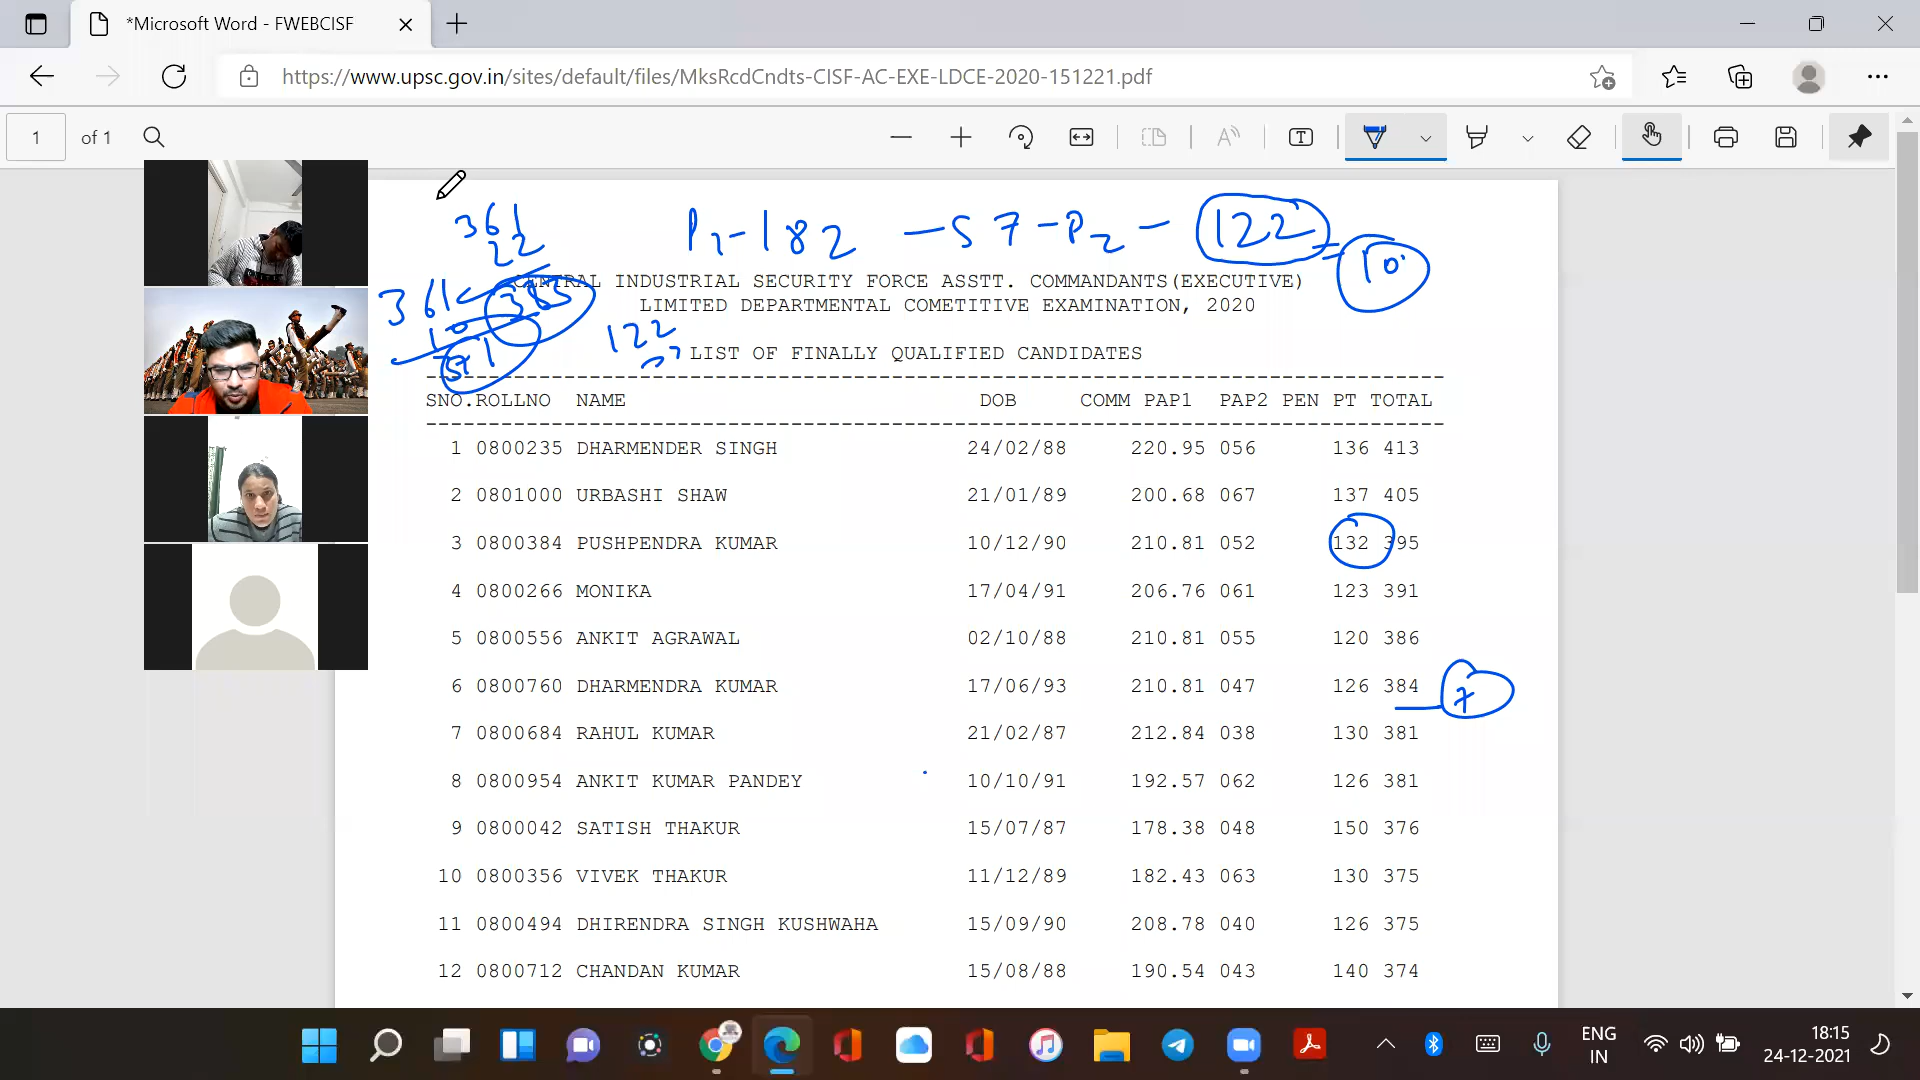 *Microsoft Word - FWEBCISF
https://www.upsc.gov.in/sites/default/files/MksRcdCndts-CISF-AC-EXE-LDCE-2020-151221.pdf
1 of 1
361
22
P1-182 -57-P2- 122 - 10
CENTRAL INDUSTRIAL SECURITY FORCE ASSTT. COMMANDANTS(EXECUTIVE)
361
LIMITED DEPARTMENTAL COMETITIVE EXAMINATION, 2020
10
122
LIST OF FINALLY QUALIFIED CANDIDATES
SNO.ROLLNO NAME DOB COMM PAP1 PAP2 PEN PT TOTAL
1 0800235 DHARMENDER SINGH 24/02/88 220.95 056 136 413
2 0801000 URBASHI SHAW 21/01/89 200.68 067 137 405
3 0800384 PUSHPENDRA KUMAR 10/12/90 210.81 052 132 395
4 0800266 MONIKA 17/04/91 206.76 061 123 391
5 0800556 ANKIT AGRAWAL 02/10/88 210.81 055 120 386
6 0800760 DHARMENDRA KUMAR 17/06/93 210.81 047 126 384
7 0800684 RAHUL KUMAR 21/02/87 212.84 038 130 381
8 0800954 ANKIT KUMAR PANDEY 10/10/91 192.57 062 126 381
9 0800042 SATISH THAKUR 15/07/87 178.38 048 150 376
10 0800356 VIVEK THAKUR 11/12/89 182.43 063 130 375
11 0800494 DHIRENDRA SINGH KUSHWAHA 15/09/90 208.78 040 126 375
12 0800712 CHANDAN KUMAR 15/08/88 190.54 043 140 374
ENG
IN
18:15
24-12-2021